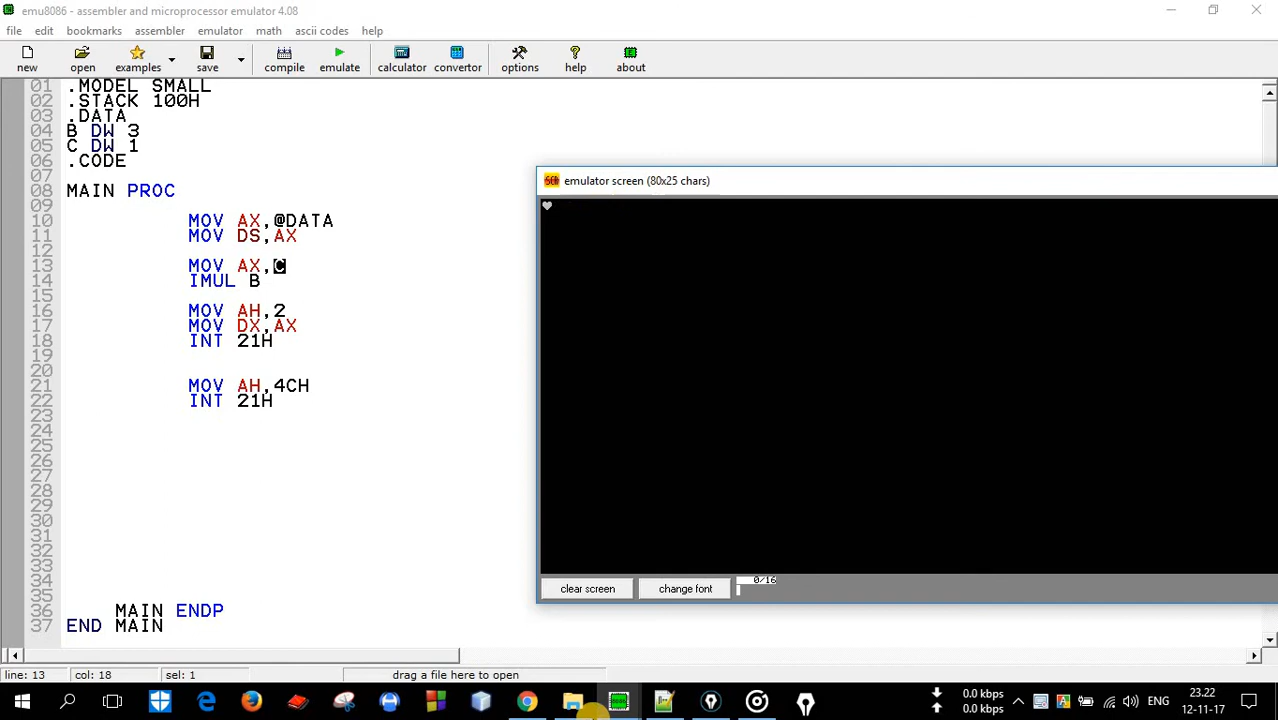 emu8086 - assembler and microprocessor emulator 4.08
file edit bookmarks assembler emulator math ascii codes help
new open examples save compile emulate calculator convertor options help about
01 .MODEL SMALL
02 .STACK 100H
03 .DATA
04 B DW 3
05 C DW 1
06 .CODE
07
08 MAIN PROC
09
10 MOV AX,@DATA
11 MOV DS,AX
12
13 MOV AX,C
14 IMUL B
15
16 MOV AH,2
17 MOV DX,AX
18 INT 21H
19
20
21 MOV AH,4CH
22 INT 21H
23
24
25
26
27
28
29
30
31
32
33
34
35
36 MAIN ENDP
37 END MAIN
emulator screen (80x25 chars)
♥
clear screen change font 0/16
line: 13 col: 18 sel: 1 drag a file here to open
0.0 kbps
0.0 kbps
ENG
23.22
12-11-17